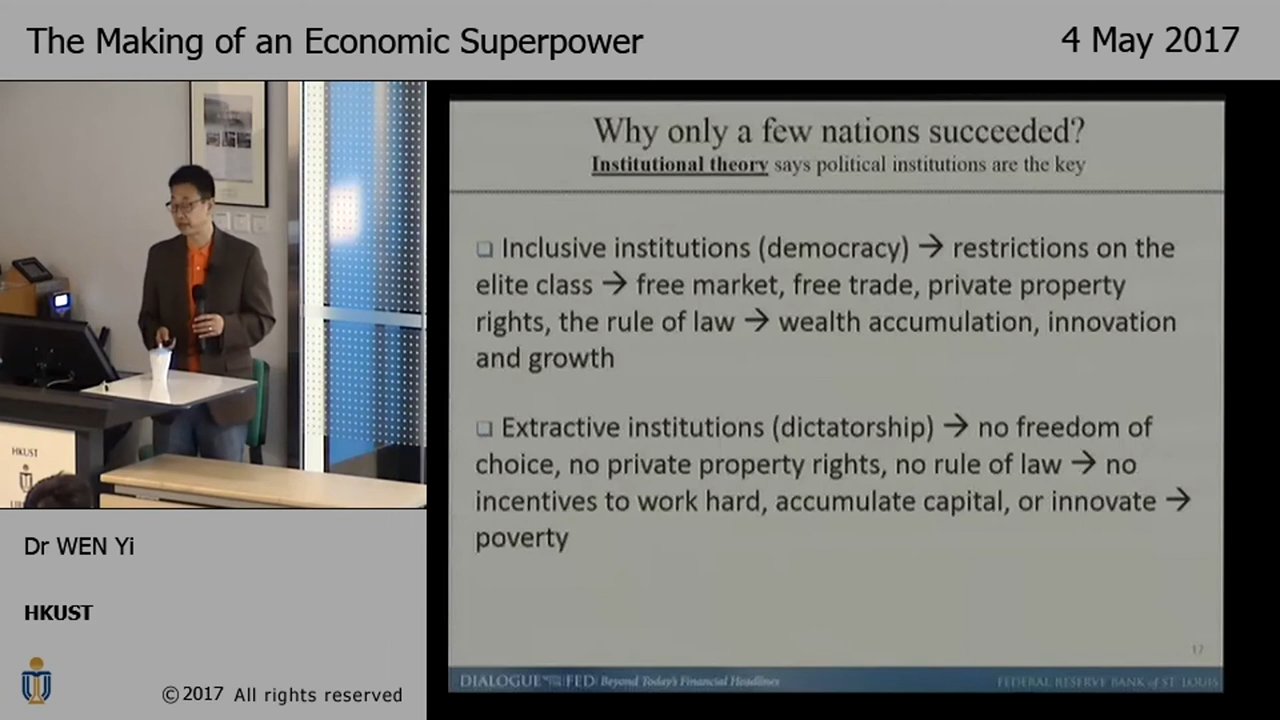 The Making of an Economic Superpower
4 May 2017
Why only a few nations succeeded?
Institutional theory says political institutions are the key
❑ Inclusive institutions (democracy) → restrictions on the
elite class → free market, free trade, private property
rights, the rule of law → wealth accumulation, innovation
and growth
❑ Extractive institutions (dictatorship) → no freedom of
choice, no private property rights, no rule of law → no
incentives to work hard, accumulate capital, or innovate →
poverty
17
DIALOGUE WITH THE FED: Beyond Today's Financial Headlines
FEDERAL RESERVE BANK of ST. LOUIS
HKUST
Dr WEN Yi
HKUST
©2017 All rights reserved